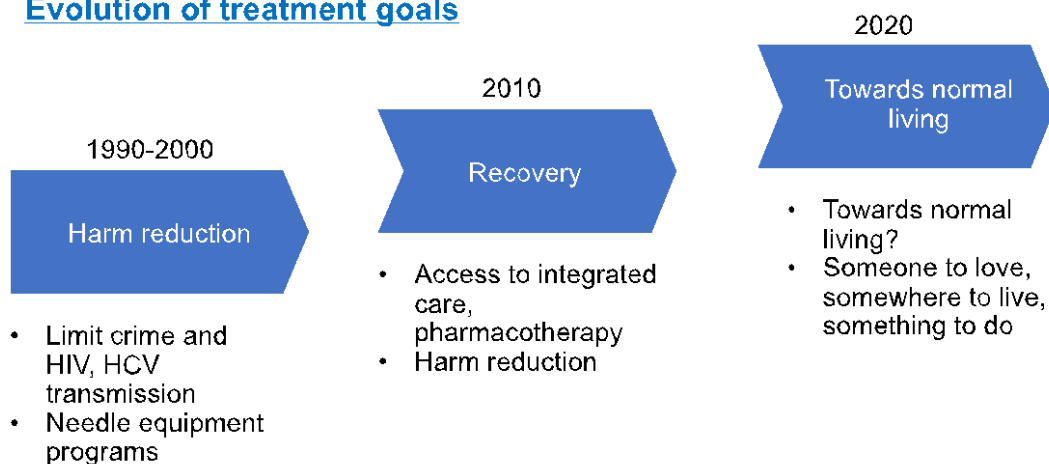 Evolution of treatment goals
1990-2000
Harm reduction
• Limit crime and
HIV, HCV
transmission
• Needle equipment
programs
2010
Recovery
• Access to integrated
care,
pharmacotherapy
• Harm reduction
2020
Towards normal
living
• Towards normal
living?
• Someone to love,
somewhere to live,
something to do